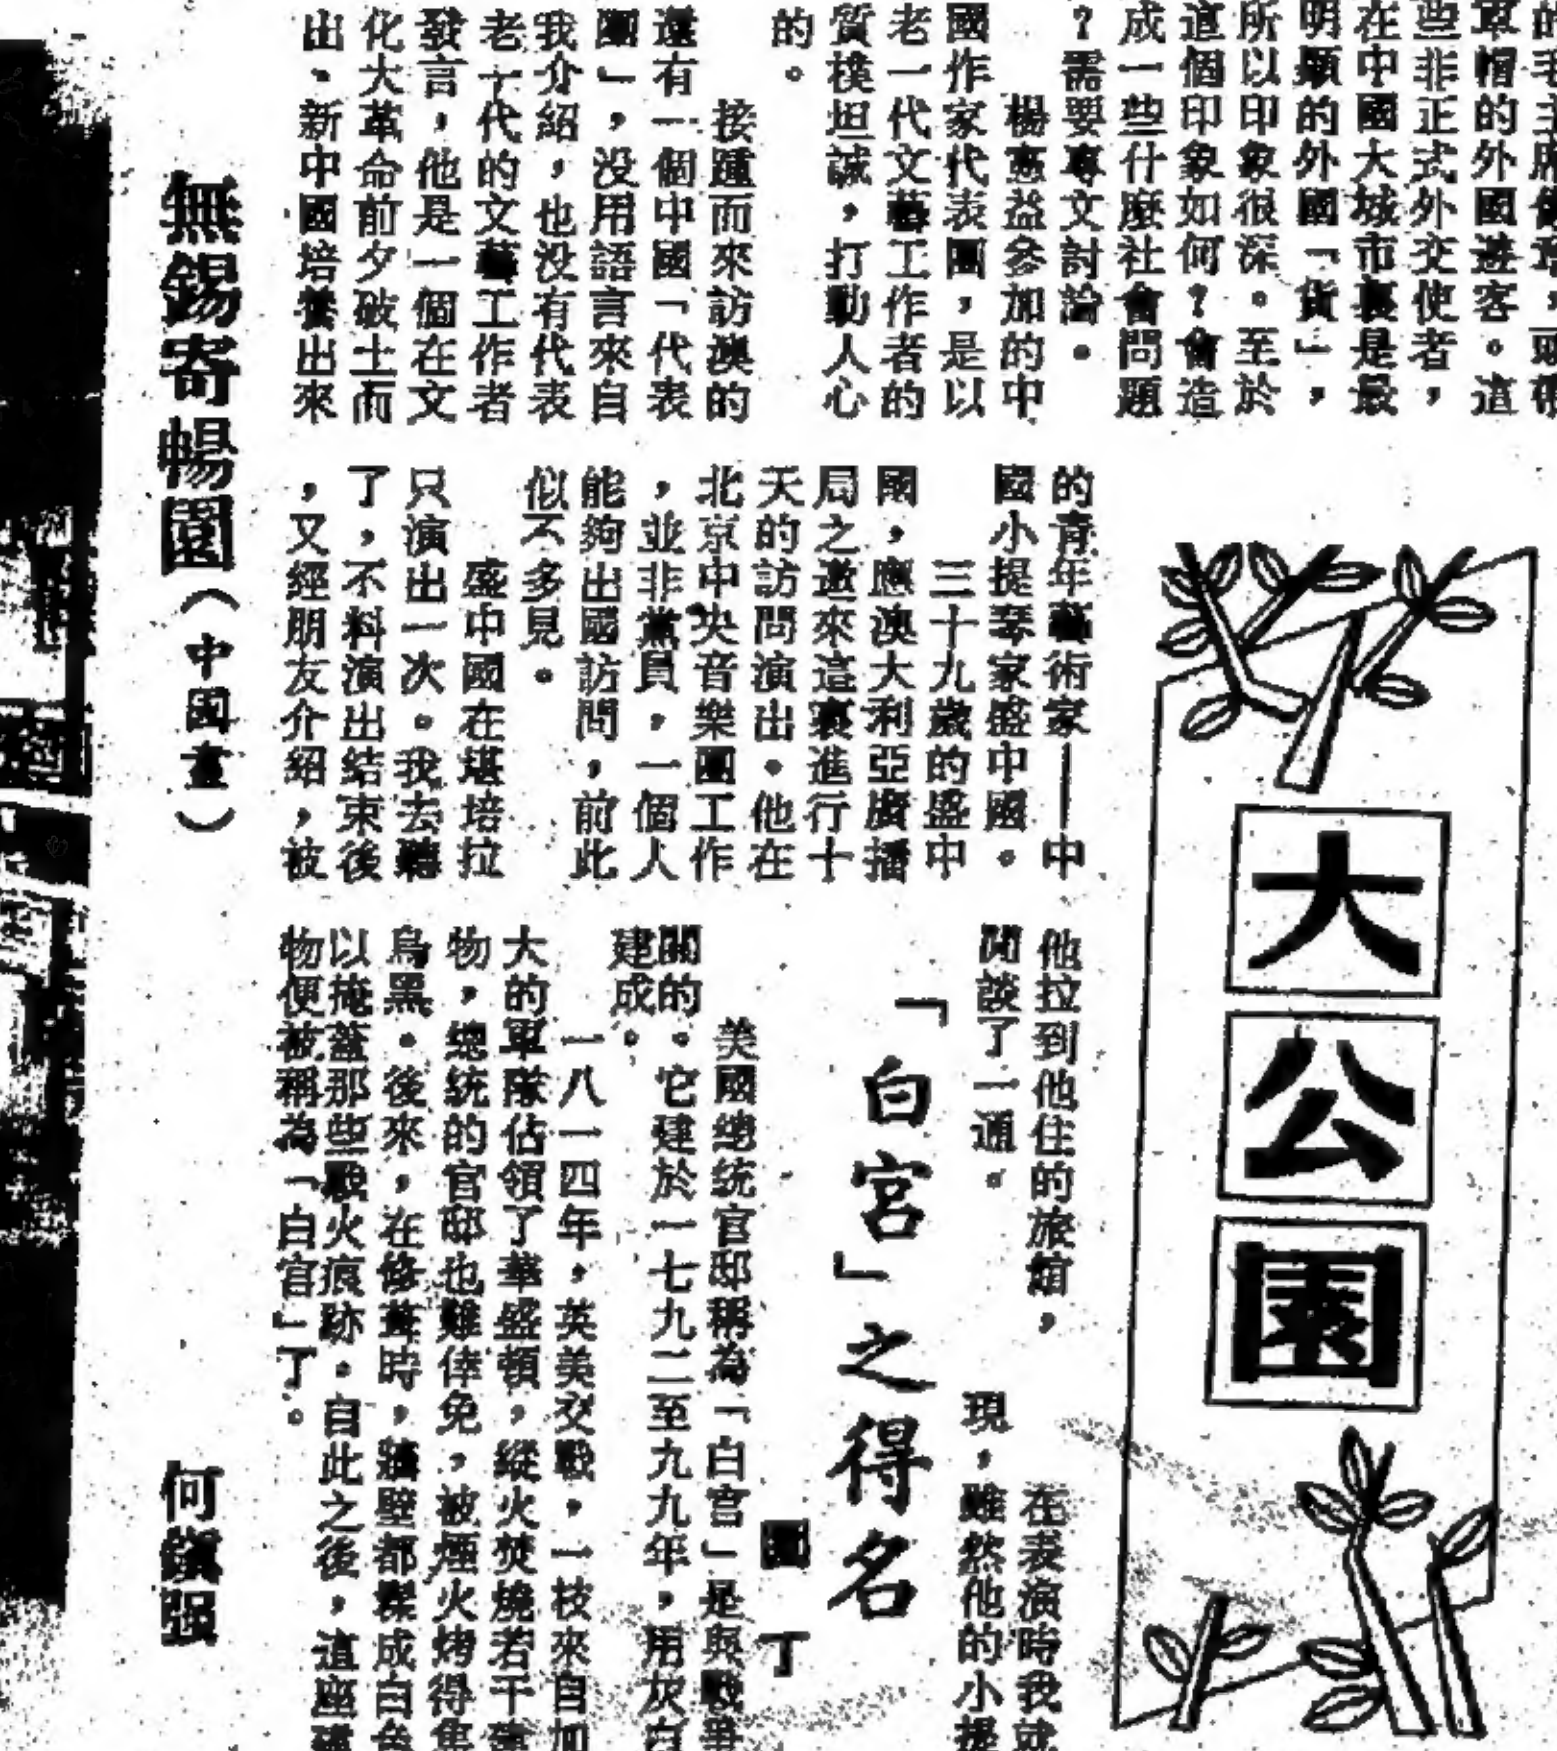 的毛主席像章,頭帶
軍帽的外國遊客。這
些非正式外交使者,
在中國大城市裏是最
明顯的外國「貨」,
所以印象很深。至於
這個印象如何?會造
成一些什麼社會問題
?需要專文討論。
楊憲益參加的中
國作家代表團,是以
老一代文藝工作者的
質樸坦誠,打動人心
的。
接踵而來訪澳的
還有一個中國「代表
團」,没用語言來自
我介紹,也没有代表
老一代的文藝工作者
發言,他是一個在文
化大革命前夕破土而
出、新中國培養出來
的青年藝術家——中
國小提琴家盛中國。
三十九歲的盛中
國,應澳大利亞廣播
局之邀來這裏進行十
天的訪問演出。他在
北京中央音樂團工作
,並非黨員,一個人
能夠出國訪問,前此
似不多見。
盛中國在堪培拉
只演出一次。我去聽
了,不料演出結束後
,又經朋友介紹,被
他拉到他住的旅館,
閒談了一通。
在表演時我就
現,雖然他的小提
大公園
「白宮」之得名
園丁
美國總統官邸稱為「白宮」是與戰爭
關的。它建於一七九二至九九年,用灰白
建成。
一八一四年,英美交戰,一枝來自加
大的軍隊佔領了華盛頓,縱火焚燒若干建
物,總統的官邸也難倖免,被煙火烤得焦
烏黑。後來,在修葺時,牆壁都髹成白色
以掩蓋那些戰火痕跡。自此之後,這座建
物便被稱為「白宮」了。
無錫寄暢園(中國畫)
何鎮强